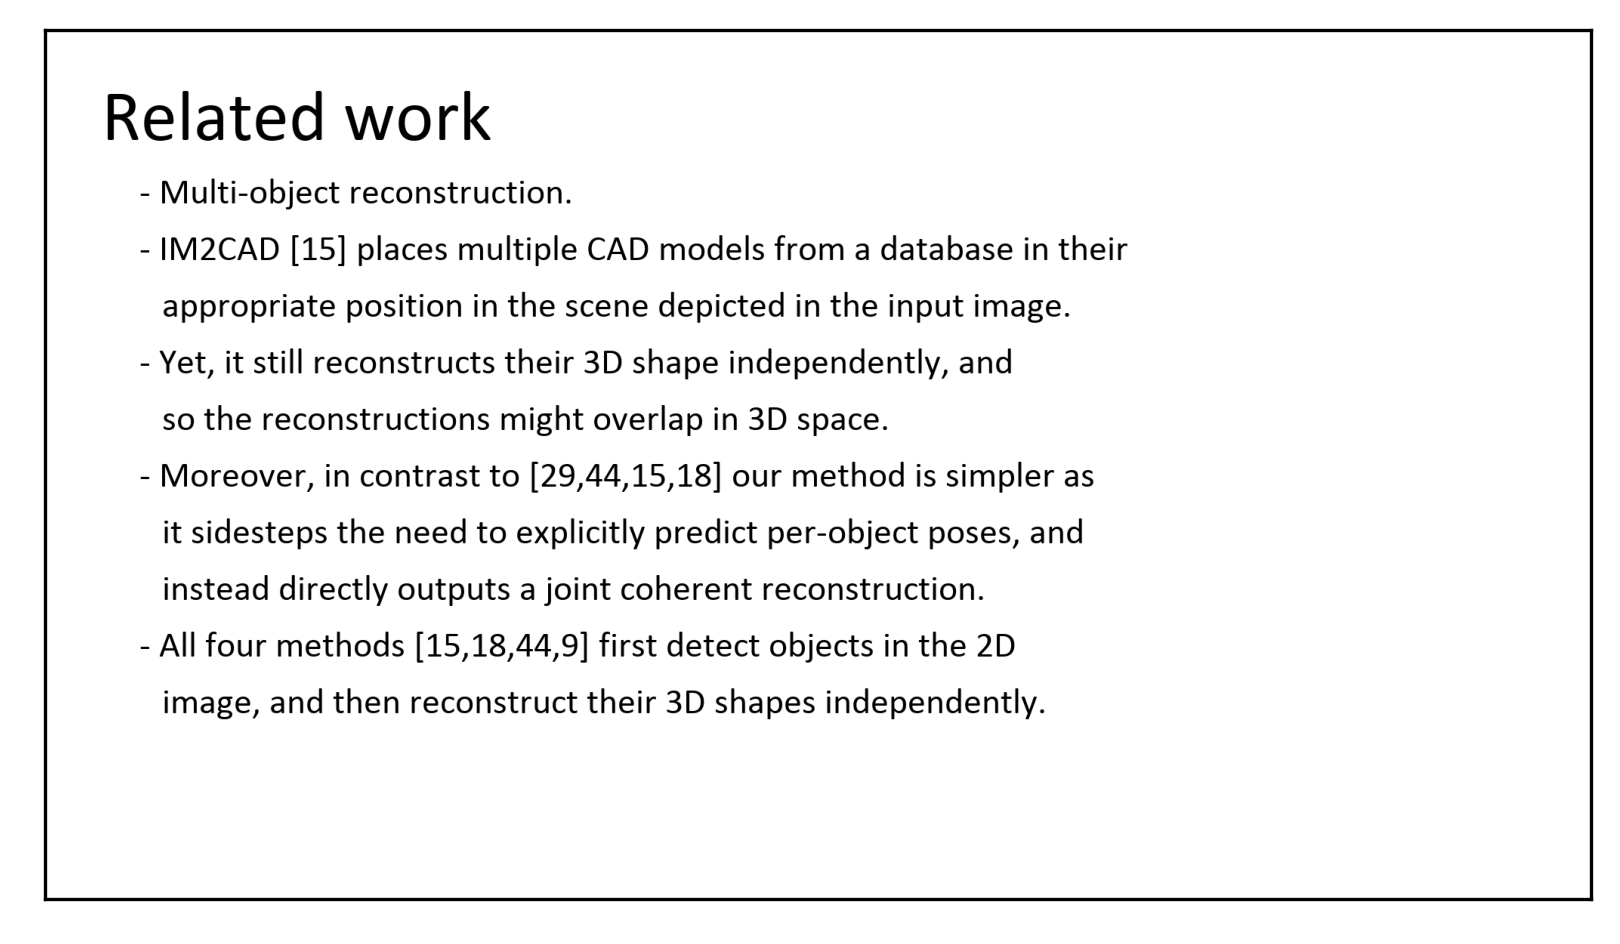 Related work
- Multi-object reconstruction.
- IM2CAD [15] places multiple CAD models from a database in their
appropriate position in the scene depicted in the input image.
- Yet, it still reconstructs their 3D shape independently, and
so the reconstructions might overlap in 3D space.
- Moreover, in contrast to [29,44,15,18] our method is simpler as
it sidesteps the need to explicitly predict per-object poses, and
instead directly outputs a joint coherent reconstruction.
- All four methods [15,18,44,9] first detect objects in the 2D
image, and then reconstruct their 3D shapes independently.